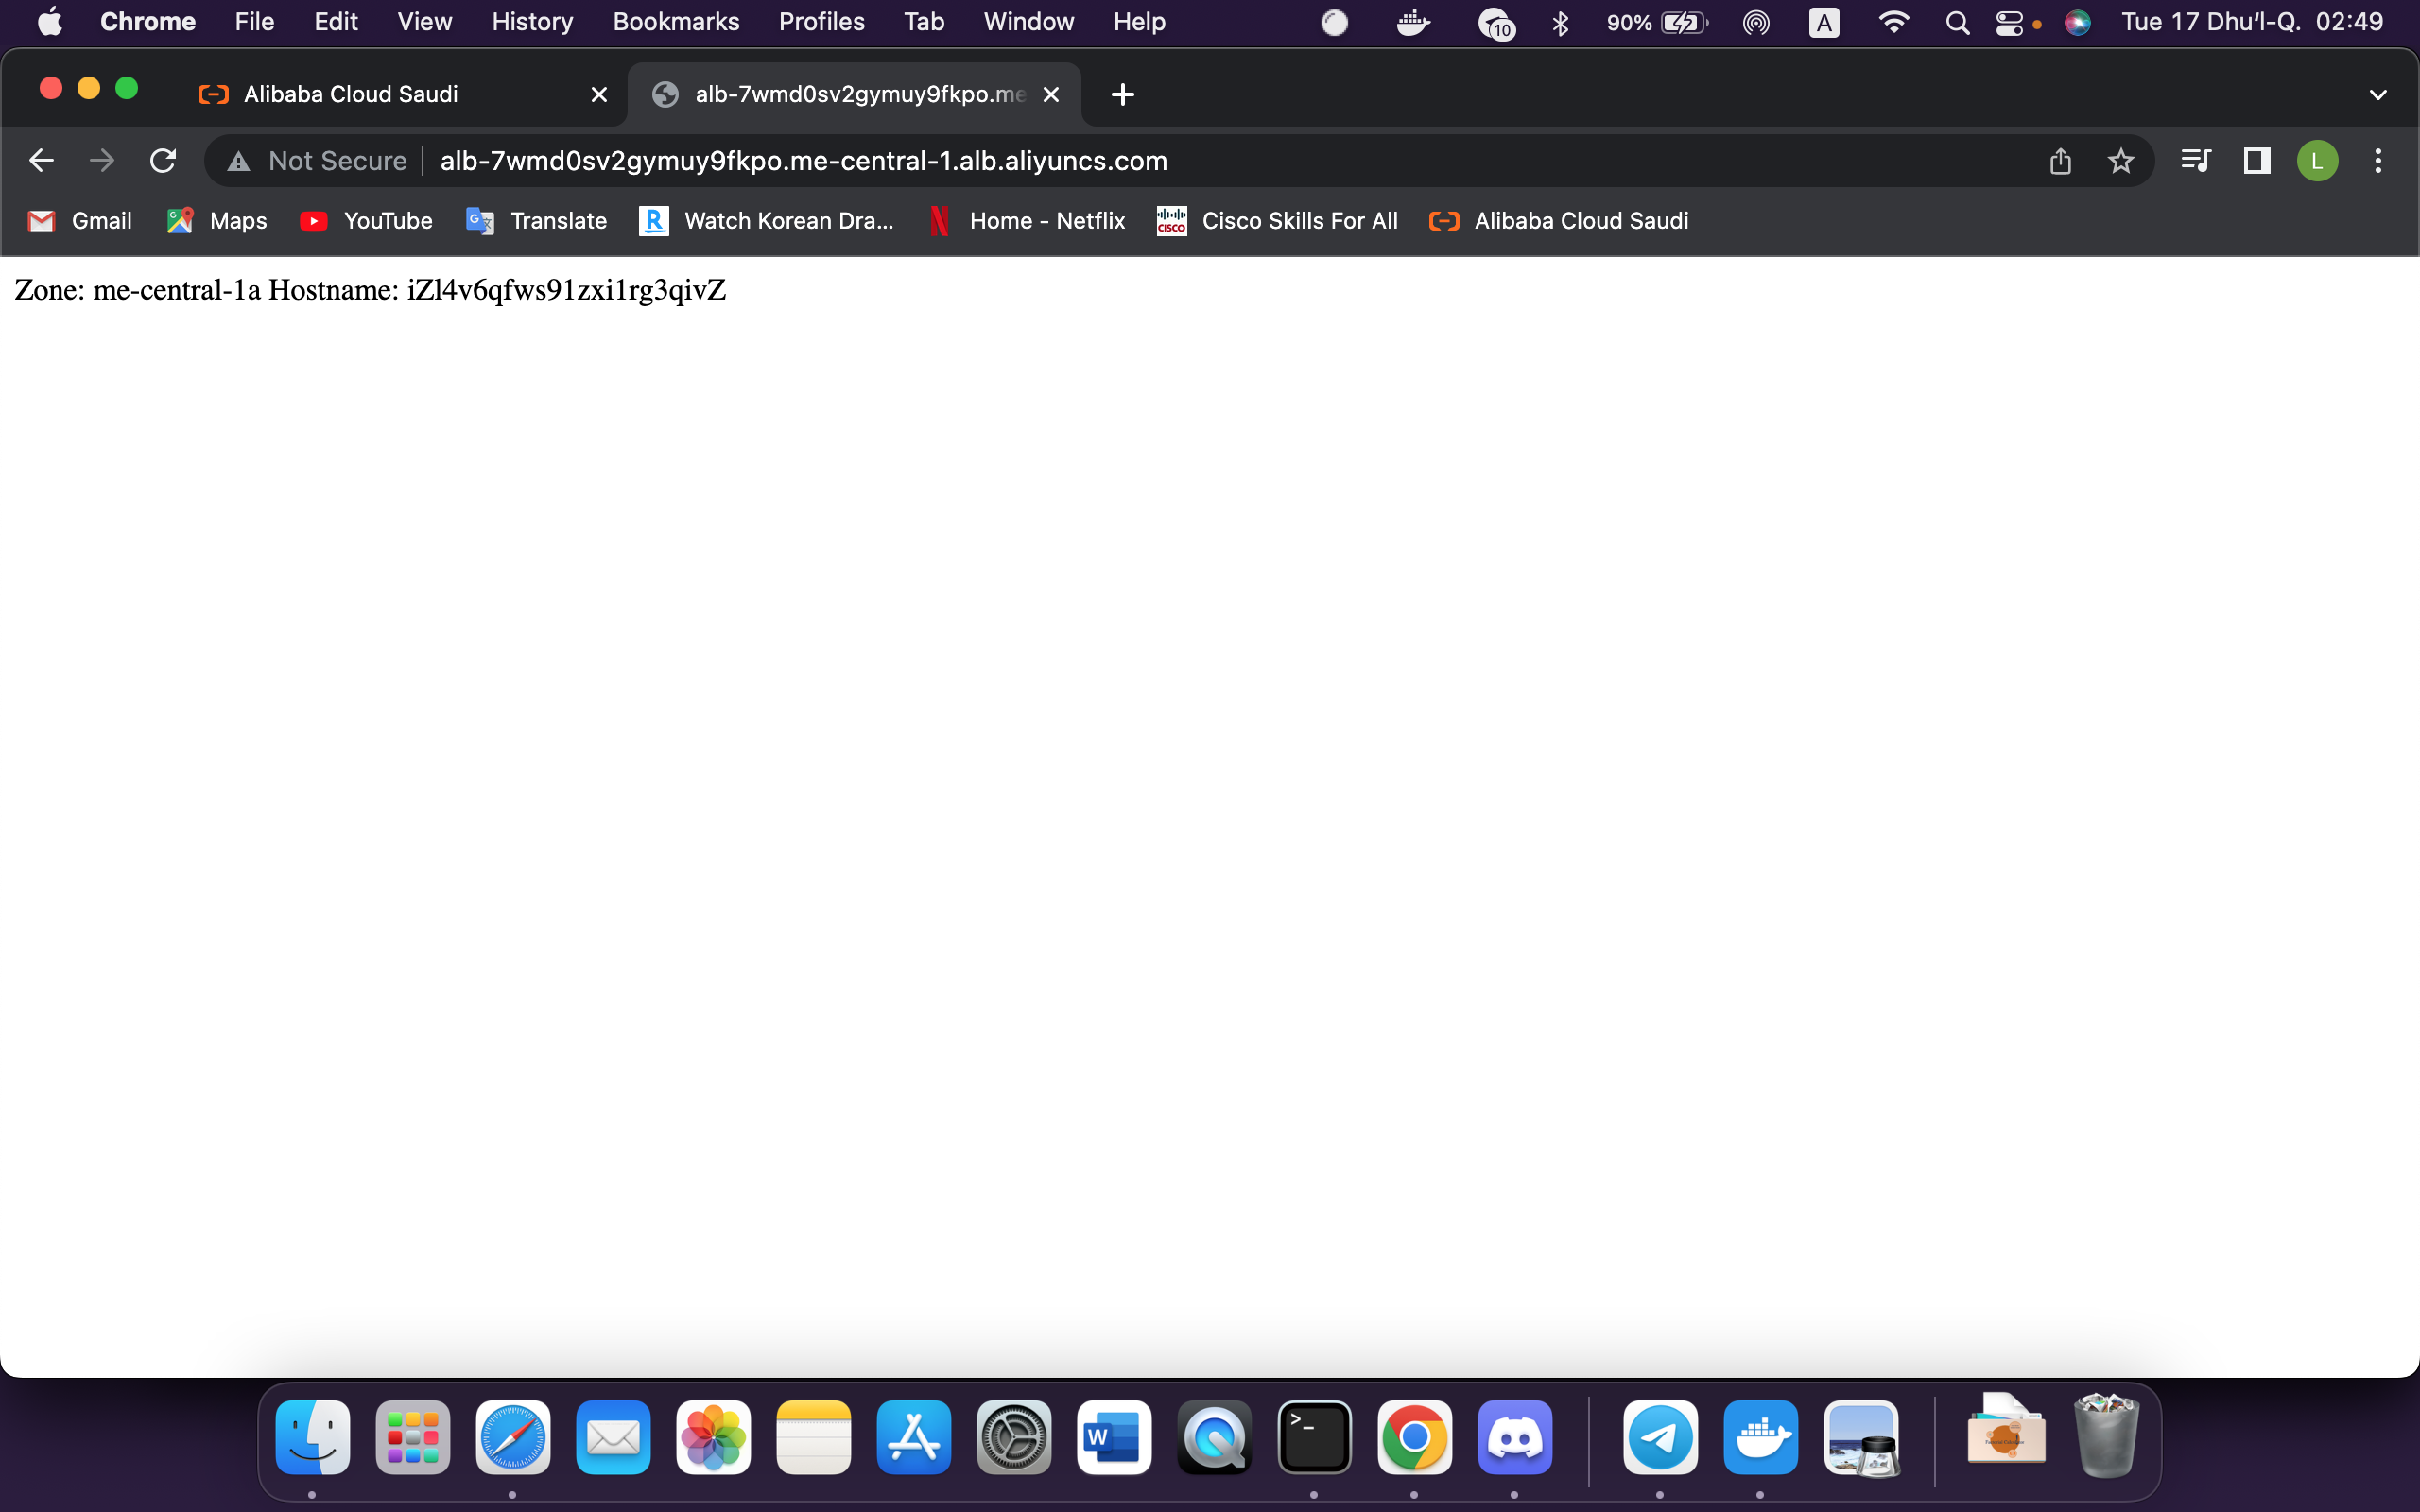 Chrome File Edit View History Bookmarks Profiles Tab Window Help 10 90% A Tue 17 Dhuʻl-Q. 02:49
Alibaba Cloud Saudi alb-7wmd0sv2gymuy9fkpo.me
Not Secure alb-7wmd0sv2gymuy9fkpo.me-central-1.alb.aliyuncs.com L
Gmail Maps YouTube Translate R Watch Korean Dra... Home - Netflix CISCO Cisco Skills For All Alibaba Cloud Saudi
Zone: me-central-1a Hostname: iZl4v6qfws91zxi1rg3qivZ
W >_